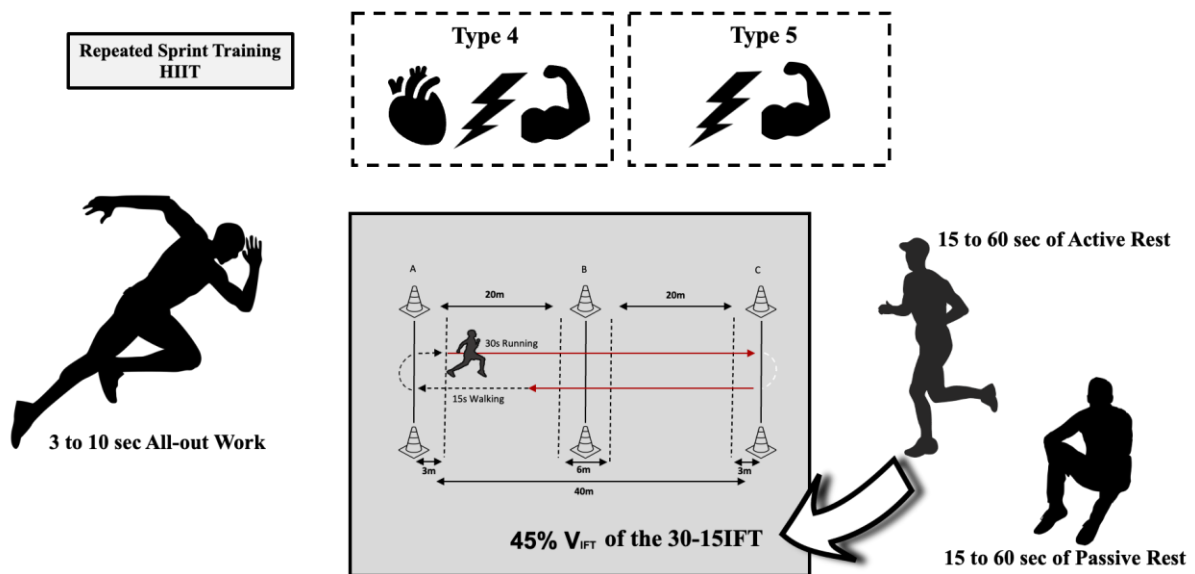 Repeated Sprint Training
HIIT
Type 4
Type 5
3 to 10 sec All-out Work
A
B
C
20m
20m
30s Running
15s Walking
3m
6m
3m
40m
45% VIFT of the 30-15IFT
15 to 60 sec of Active Rest
15 to 60 sec of Passive Rest